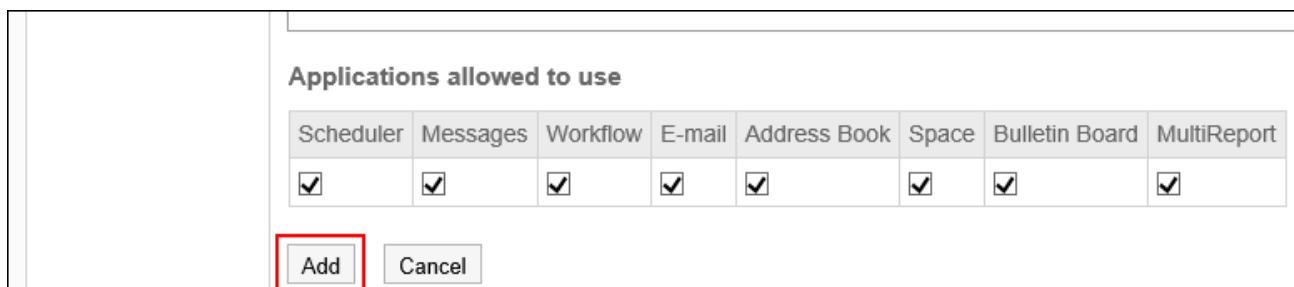 Applications allowed to use
Scheduler Messages Workflow E-mail Address Book Space Bulletin Board MultiReport
Add Cancel